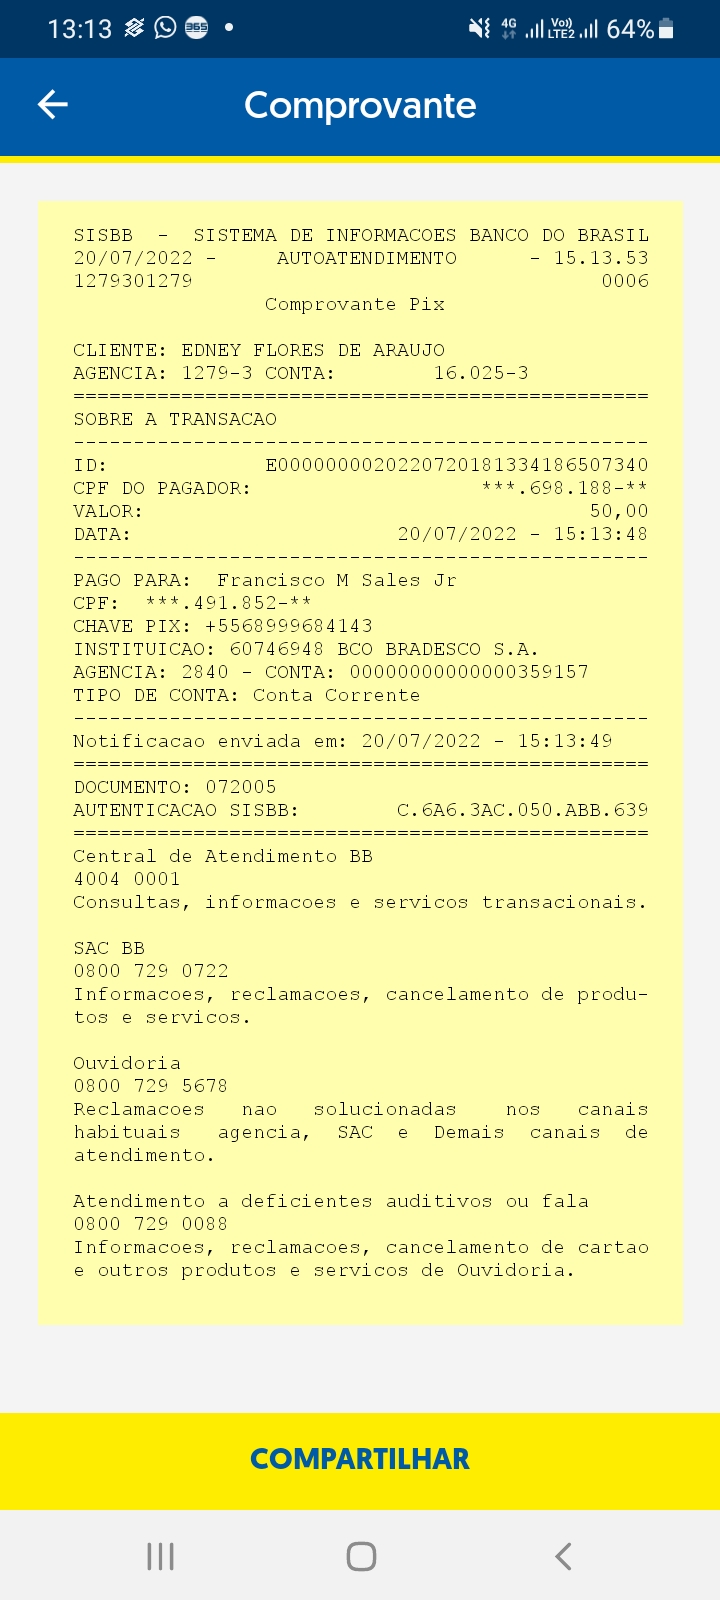 13:13 365 4G Vo) LTE2 64%
Comprovante
SISBB - SISTEMA DE INFORMACOES BANCO DO BRASIL
20/07/2022 - AUTOATENDIMENTO - 15.13.53
1279301279 0006
Comprovante Pix
CLIENTE: EDNEY FLORES DE ARAUJO
AGENCIA: 1279-3 CONTA: 16.025-3
================================================
SOBRE A TRANSACAO
------------------------------------------------
ID: E00000000202207201813341865​07340
CPF DO PAGADOR: ***.698.188-**
VALOR: 50,00
DATA: 20/07/2022 - 15:13:48
------------------------------------------------
PAGO PARA: Francisco M Sales Jr
CPF: ***.491.852-**
CHAVE PIX: +5568999684143
INSTITUICAO: 60746948 BCO BRADESCO S.A.
AGENCIA: 2840 - CONTA: 00000000000000359157
TIPO DE CONTA: Conta Corrente
------------------------------------------------
Notificacao enviada em: 20/07/2022 - 15:13:49
================================================
DOCUMENTO: 072005
AUTENTICACAO SISBB: C.6A6.3AC.050.ABB.639
================================================
Central de Atendimento BB
4004 0001
Consultas, informacoes e servicos transacionais.
SAC BB
0800 729 0722
Informacoes, reclamacoes, cancelamento de produ-
tos e servicos.
Ouvidoria
0800 729 5678
Reclamacoes nao solucionadas nos canais
habituais agencia, SAC e Demais canais de
atendimento.
Atendimento a deficientes auditivos ou fala
0800 729 0088
Informacoes, reclamacoes, cancelamento de cartao
e outros produtos e servicos de Ouvidoria.
COMPARTILHAR